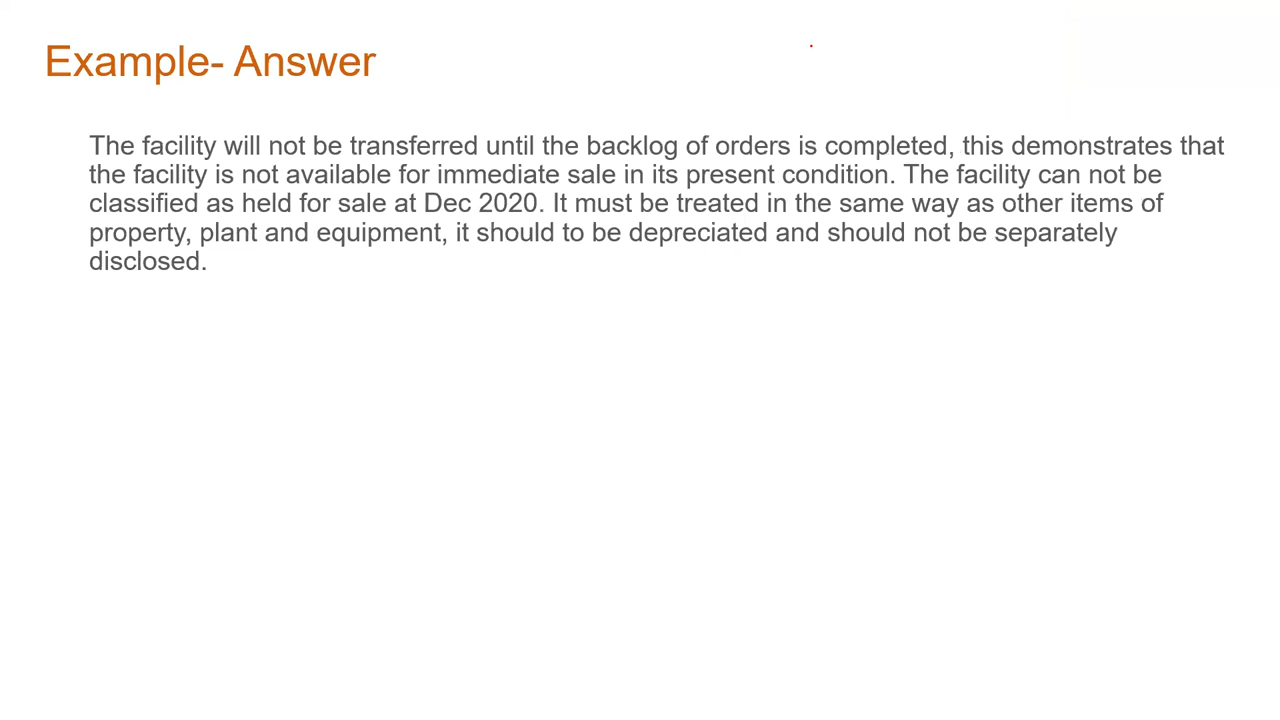 Example- Answer
The facility will not be transferred until the backlog of orders is completed, this demonstrates that
the facility is not available for immediate sale in its present condition. The facility can not be
classified as held for sale at Dec 2020. It must be treated in the same way as other items of
property, plant and equipment, it should to be depreciated and should not be separately
disclosed.